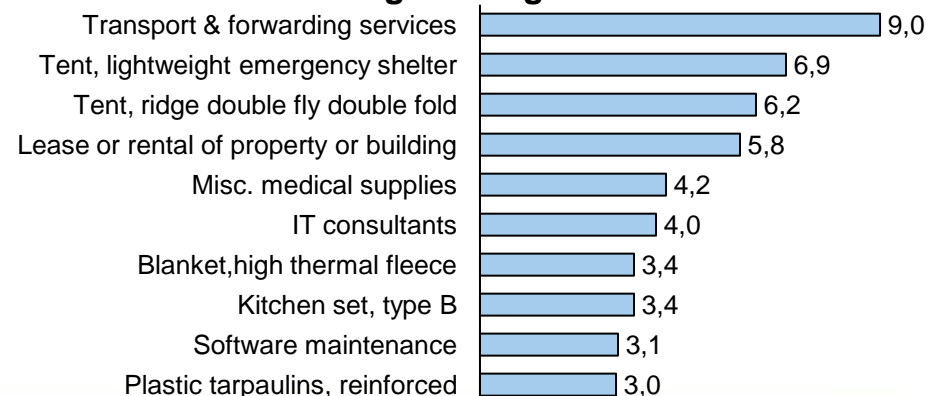 Transport & forwarding services 9,0
Tent, lightweight emergency shelter 6,9
Tent, ridge double fly double fold 6,2
Lease or rental of property or building 5,8
Misc. medical supplies 4,2
IT consultants 4,0
Blanket,high thermal fleece 3,4
Kitchen set, type B 3,4
Software maintenance 3,1
Plastic tarpaulins, reinforced 3,0